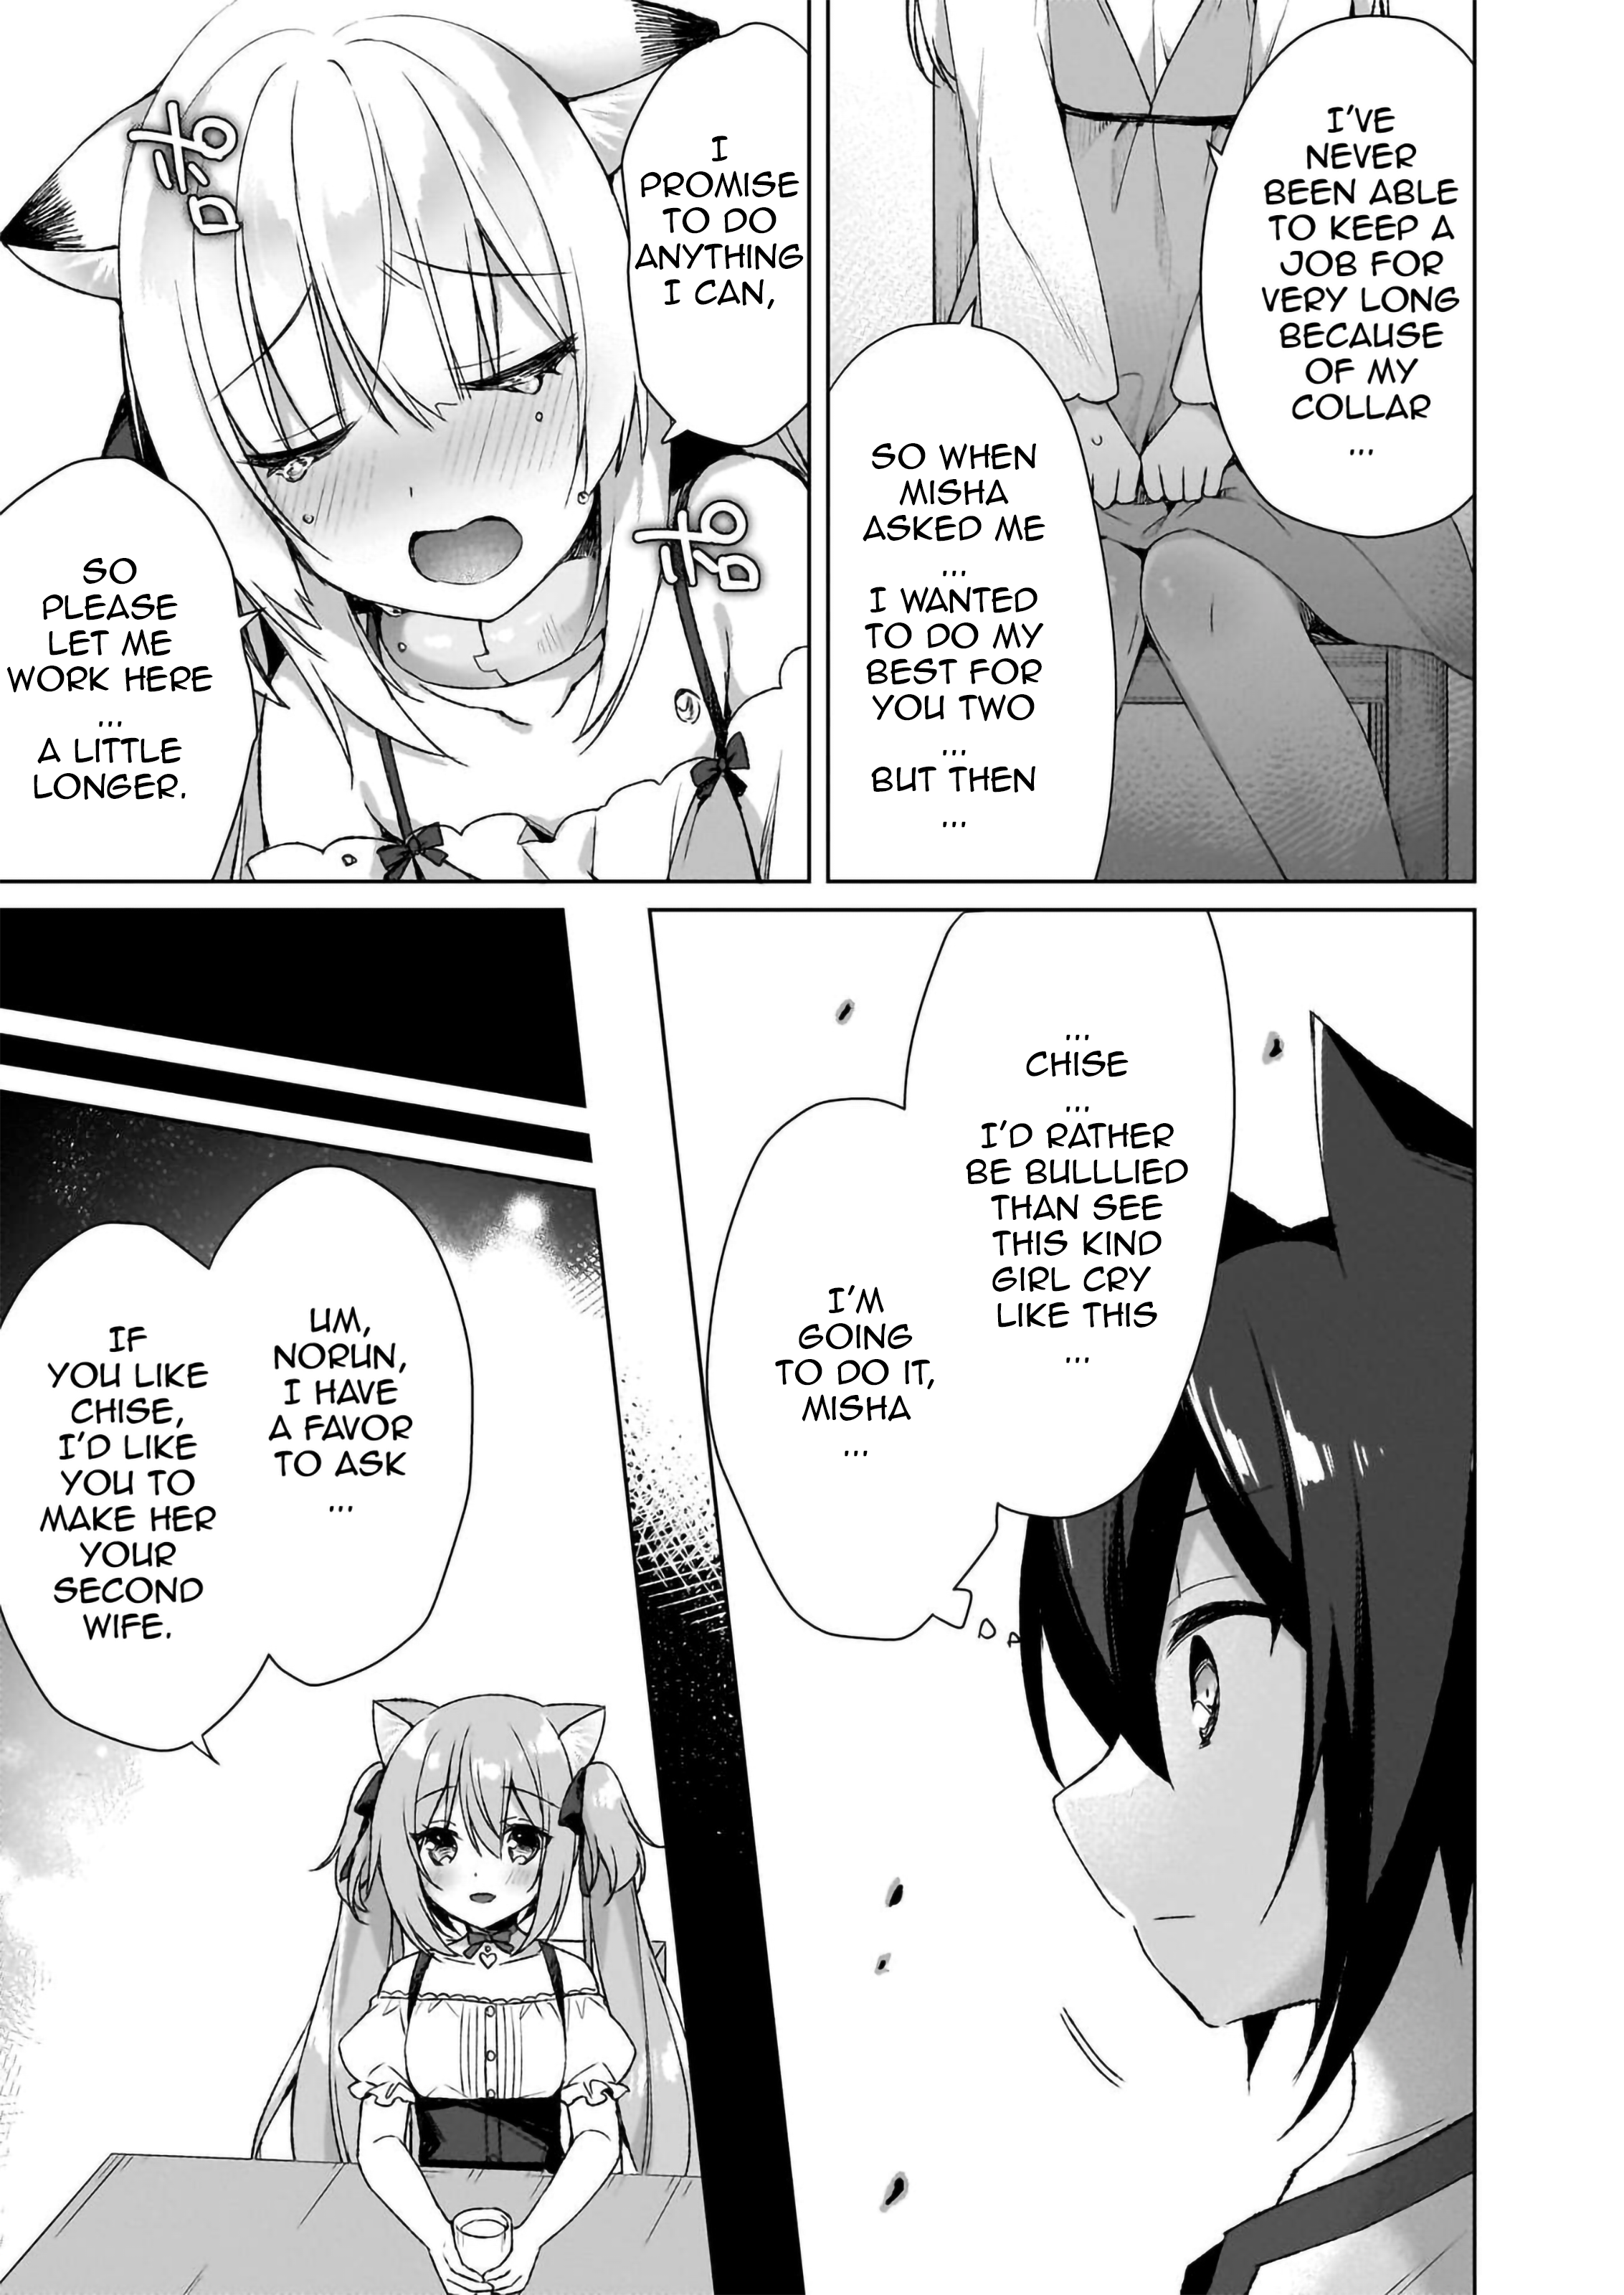 I'VE
NEVER
BEEN ABLE
TO KEEP A
JOB FOR
VERY LONG
BECAUSE
OF MY
COLLAR
...
SO WHEN
MISHA
ASKED ME
...
I WANTED
TO DO MY
BEST FOR
YOU TWO
...
BUT THEN
...
I
PROMISE
TO DO
ANYTHING
I CAN,
ポロ
ポロ
SO
PLEASE
LET ME
WORK HERE
...
A LITTLE
LONGER.
...
CHISE
...
I'D RATHER
BE BULLLIED
THAN SEE
THIS KIND
GIRL CRY
LIKE THIS
...
I'M
GOING
TO DO IT,
MISHA
...
UM,
NORUN,
I HAVE
A FAVOR
TO ASK
...
IF
YOU LIKE
CHISE,
I'D LIKE
YOU TO
MAKE HER
YOUR
SECOND
WIFE.